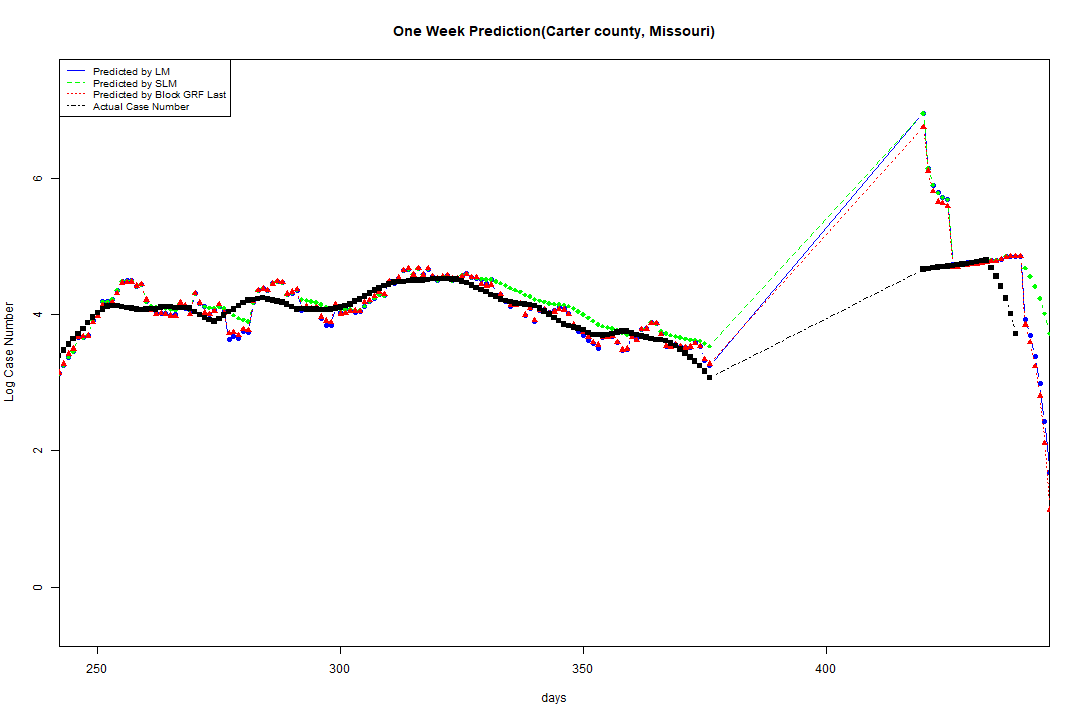 One Week Prediction(Carter county, Missouri)
Predicted by LM
Predicted by SLM
Predicted by Block GRF Last
Actual Case Number
Log Case Number
6
4
2
0
250 300 350 400
days